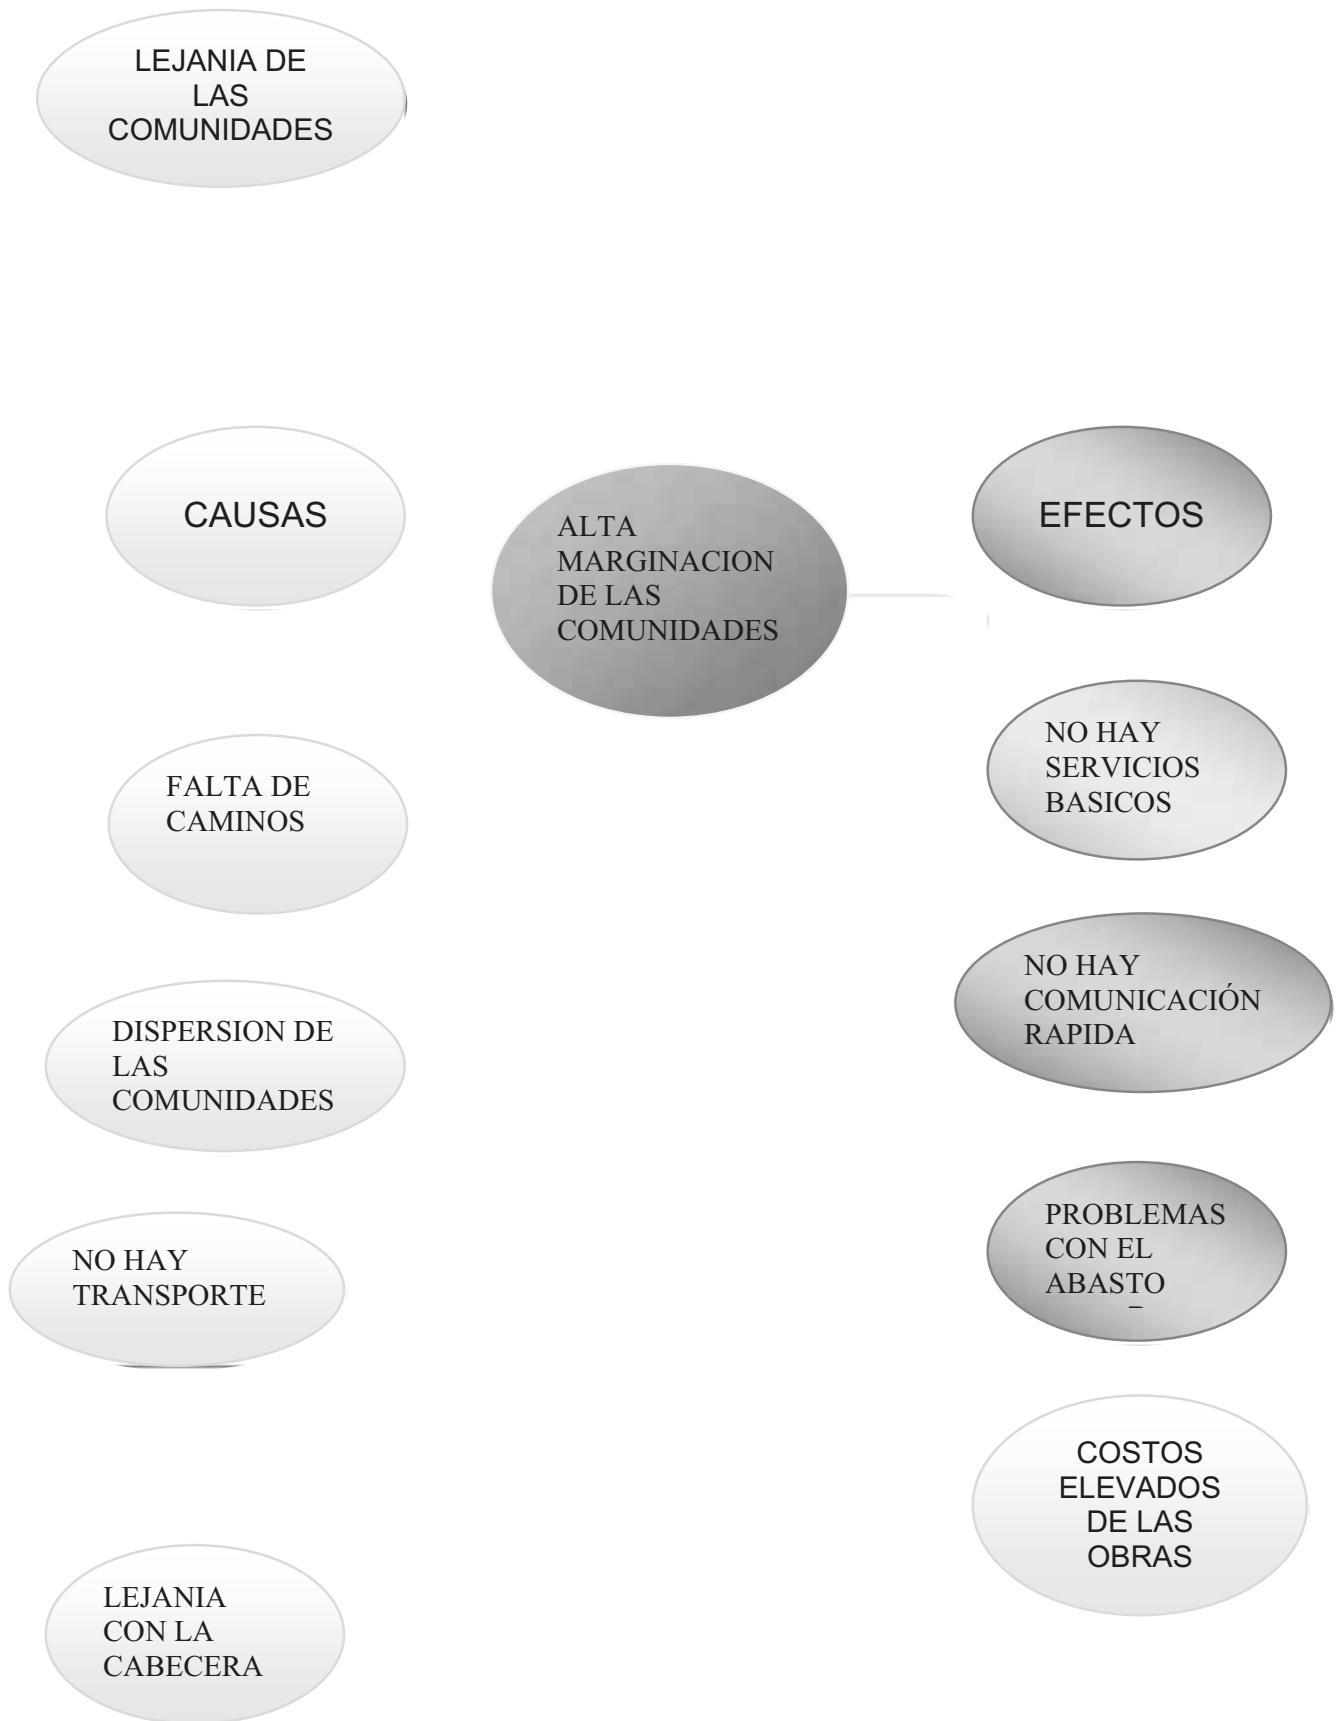 LEJANIA DE
LAS
COMUNIDADES
CAUSAS
FALTA DE
CAMINOS
DISPERSION DE
LAS
COMUNIDADES
NO HAY
TRANSPORTE
LEJANIA
CON LA
CABECERA
ALTA
MARGINACION
DE LAS
COMUNIDADES
EFECTOS
NO HAY
SERVICIOS
BASICOS
NO HAY
COMUNICACIÓN
RAPIDA
PROBLEMAS
CON EL
ABASTO
COSTOS
ELEVADOS
DE LAS
OBRAS